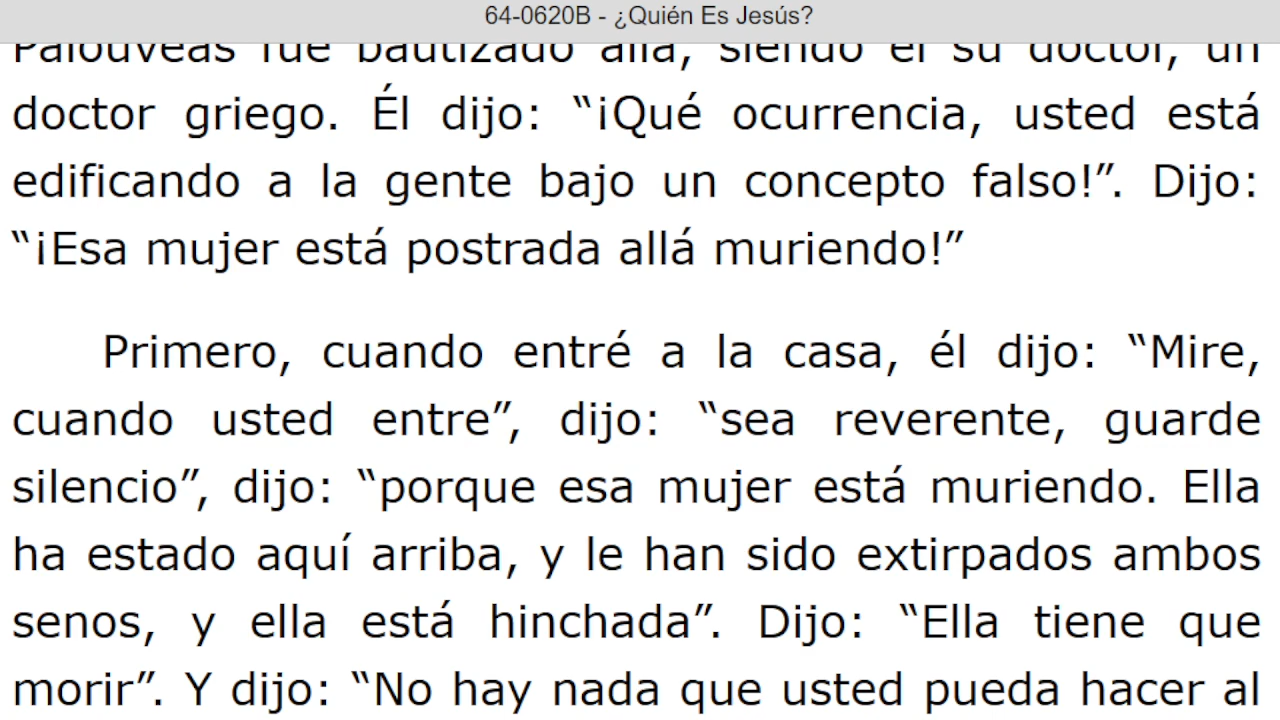 64-0620B - ¿Quién Es Jesús?
Palouveas fue bautizado allá, siendo él su doctor, un
doctor griego. Él dijo: “¡Qué ocurrencia, usted está
edificando a la gente bajo un concepto falso!”. Dijo:
“¡Esa mujer está postrada allá muriendo!”
Primero, cuando entré a la casa, él dijo: “Mire,
cuando usted entre”, dijo: “sea reverente, guarde
silencio”, dijo: “porque esa mujer está muriendo. Ella
ha estado aquí arriba, y le han sido extirpados ambos
senos, y ella está hinchada”. Dijo: “Ella tiene que
morir”. Y dijo: “No hay nada que usted pueda hacer al